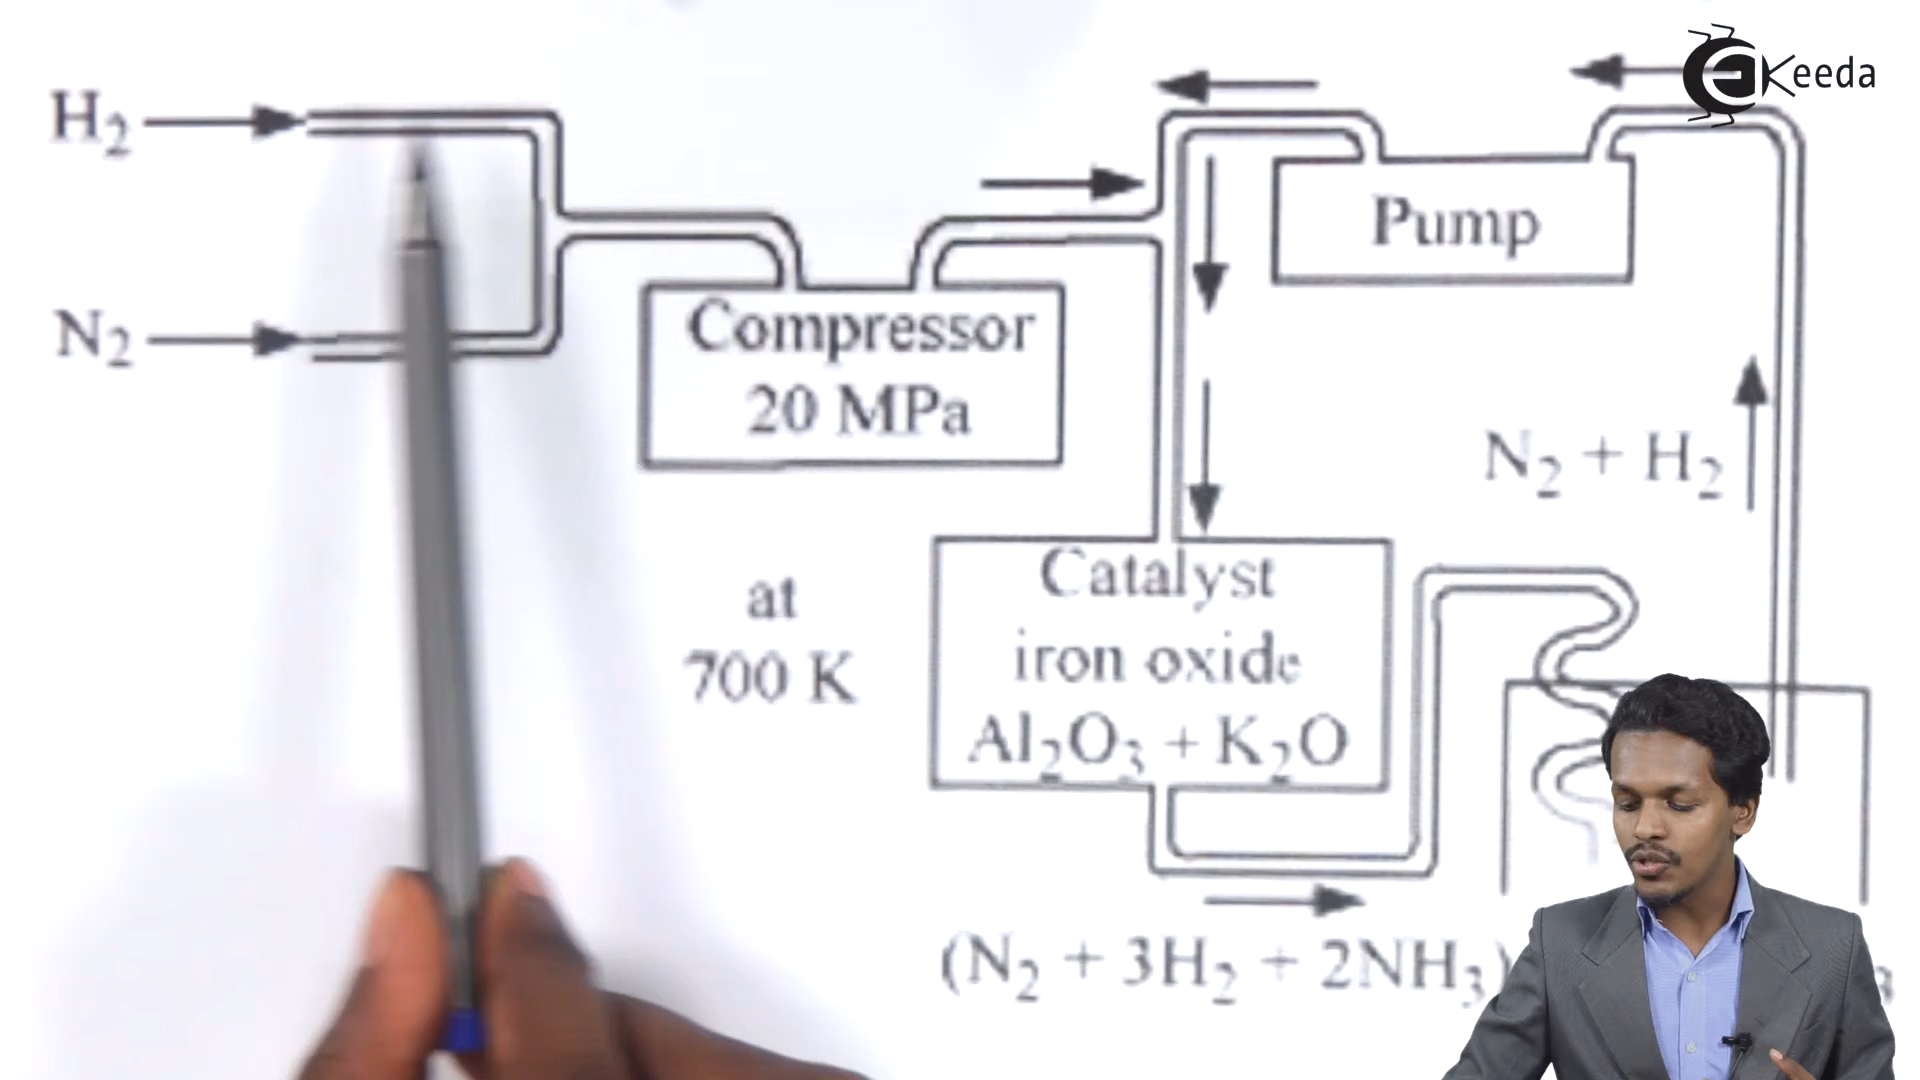 Keeda
H2
N2
Compressor
20 MPa
Pump
N2 + H2
at
700 K
Catalyst
iron oxide
Al2O3 + K2O
(N2 + 3H2 + 2NH3)
3